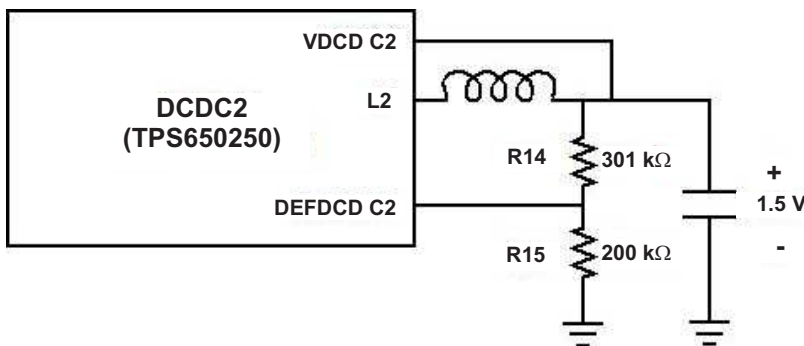 VDCD C2
DCDC2
(TPS650250)
L2
R14
301 kΩ
+
1.5 V
-
DEFDCD C2
R15
200 kΩ